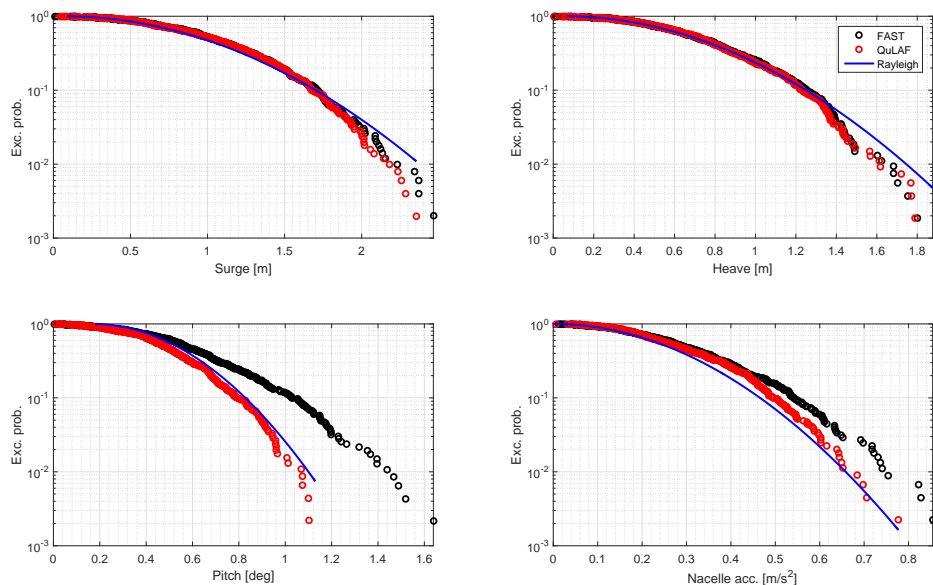 10^0
10^-1
10^-2
10^-3
Exc. prob.
0 0.5 1 1.5 2
Surge [m]
10^0
10^-1
10^-2
10^-3
Exc. prob.
FAST
QuLAF
Rayleigh
0 0.2 0.4 0.6 0.8 1 1.2 1.4 1.6 1.8
Heave [m]
10^0
10^-1
10^-2
10^-3
Exc. prob.
0 0.2 0.4 0.6 0.8 1 1.2 1.4 1.6
Pitch [deg]
10^0
10^-1
10^-2
10^-3
Exc. prob.
0 0.1 0.2 0.3 0.4 0.5 0.6 0.7 0.8
Nacelle acc. [m/s^2]